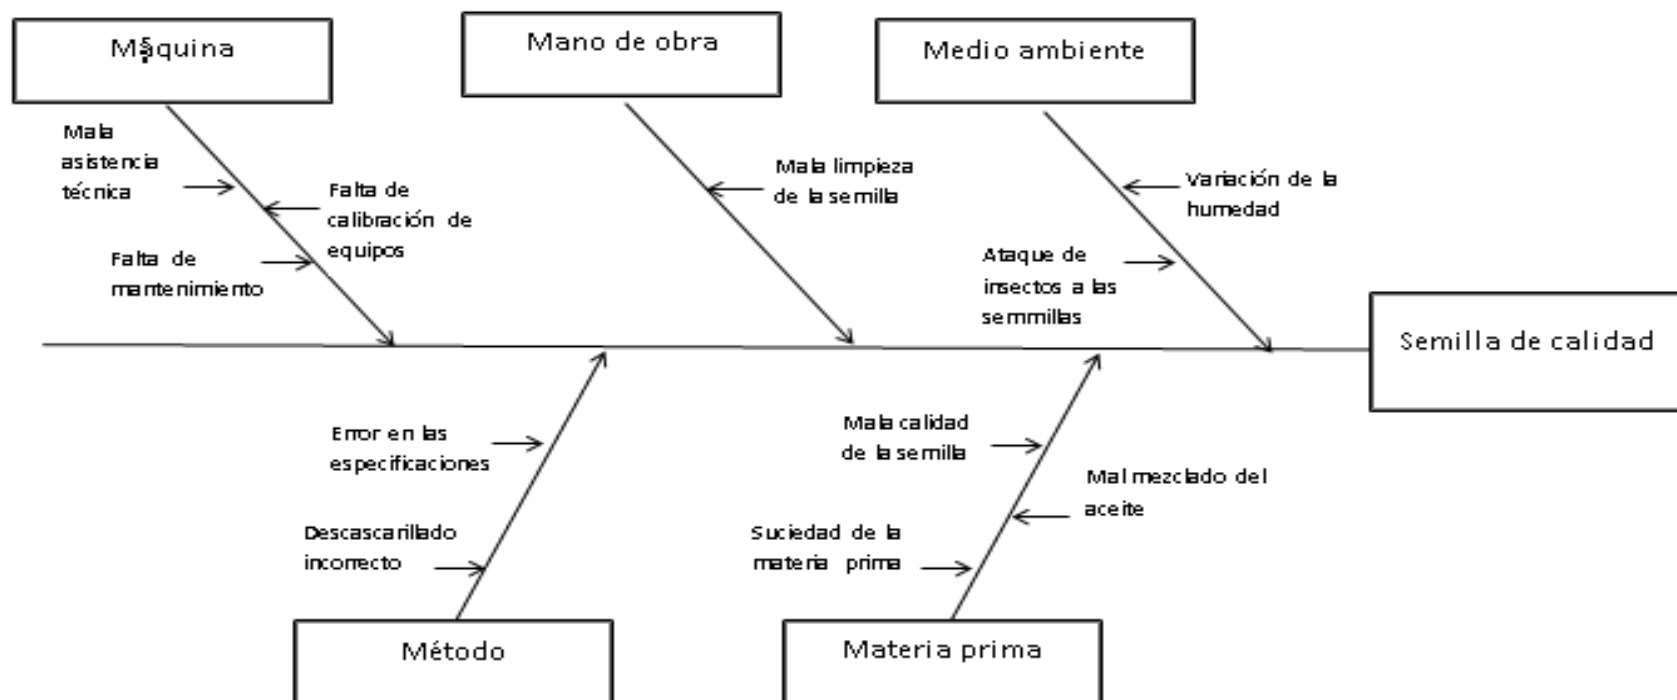 Máquina
Mano de obra
Medio ambiente
Mala
asistencia
técnica
Falta de
calibración de
equipos
Falta de
mantenimiento
Mala limpieza
de la semilla
Variación de la
humedad
Ataque de
insectos a las
semmillas
Semilla de calidad
Error en las
especificaciones
Descascarillado
incorrecto
Mala calidad
de la semilla
Mal mezclado del
aceite
Suciedad de la
materia prima
Método
Materia prima